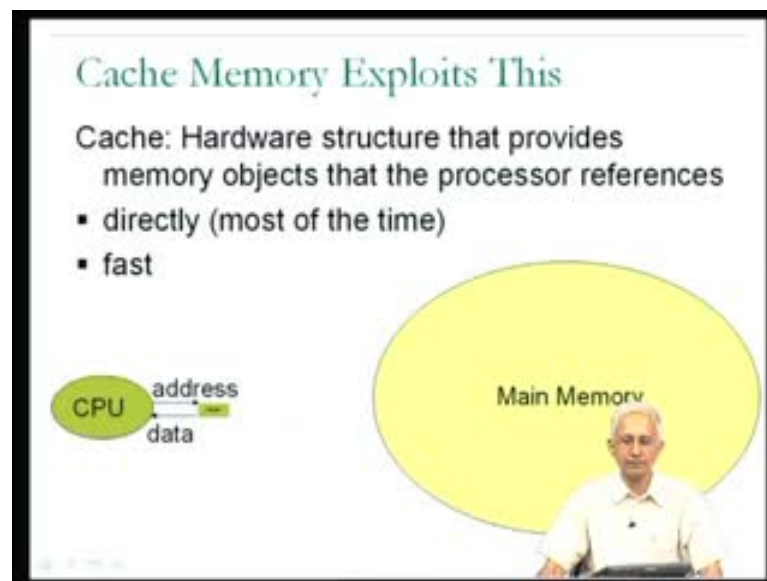 Cache Memory Exploits This
Cache: Hardware structure that provides
memory objects that the processor references
▪ directly (most of the time)
▪ fast
CPU
address
data
Main Memory